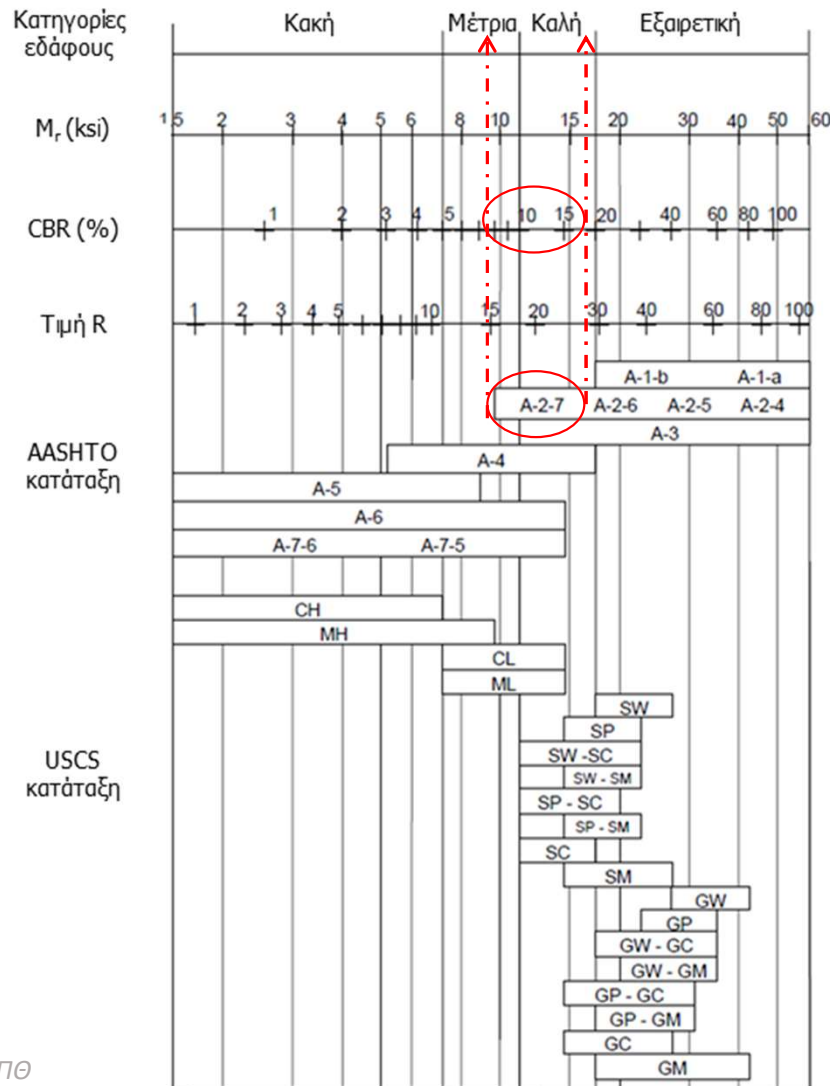 Κατηγορίες εδάφους Κακή Μέτρια Καλή Εξαιρετική
Mr (ksi) 1.5 2 3 4 5 6 8 10 15 20 30 40 50 60
CBR (%) 1 2 3 4 5 10 15 20 40 60 80 100
Τιμή R 1 2 3 4 5 10 15 20 30 40 60 80 100
A-1-b A-1-a
A-2-7 A-2-6 A-2-5 A-2-4
A-3
AASHTO κατάταξη
A-4
A-5
A-6
A-7-6 A-7-5
CH
MH
CL
ML
SW
SP
USCS κατάταξη
SW -SC
SW - SM
SP - SC
SP - SM
SC
SM
GW
GP
GW - GC
GW - GM
GP - GC
GP - GM
GC
GM
ΠΘ